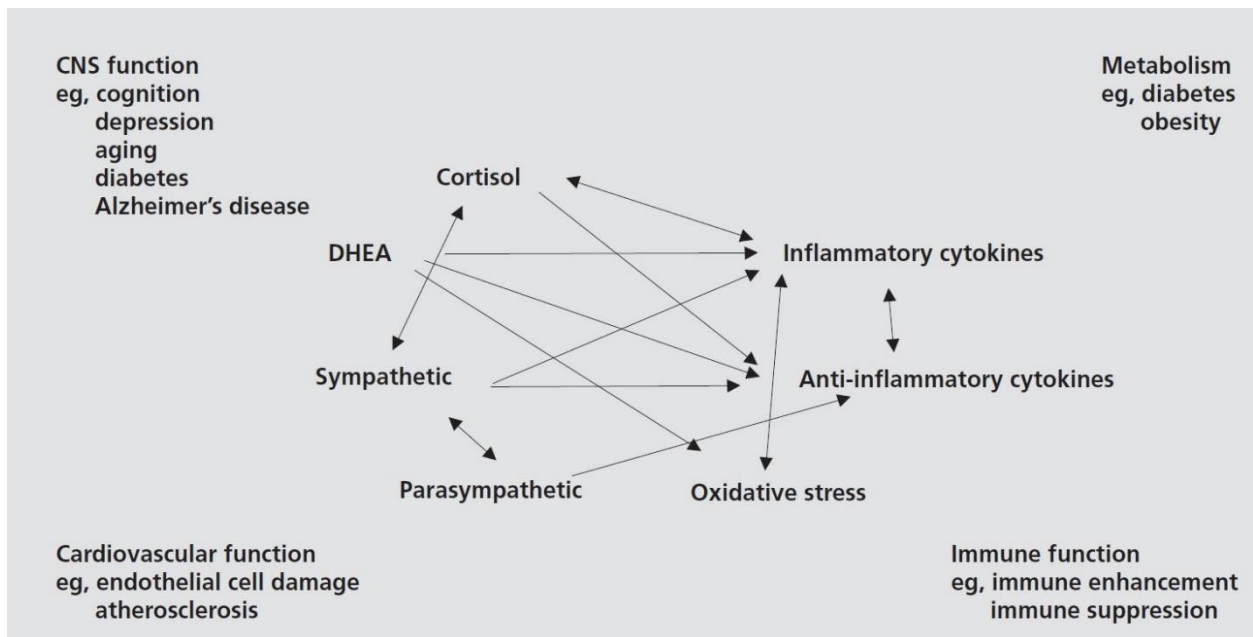 CNS function
eg, cognition
depression
aging
diabetes
Alzheimer's disease
Metabolism
eg, diabetes
obesity
Cortisol
DHEA
Inflammatory cytokines
Sympathetic
Anti-inflammatory cytokines
Parasympathetic
Oxidative stress
Cardiovascular function
eg, endothelial cell damage
atherosclerosis
Immune function
eg, immune enhancement
immune suppression